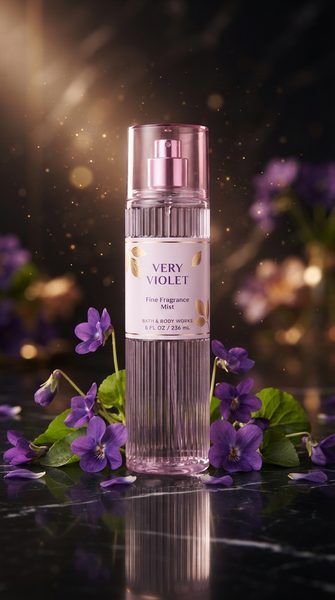 VERY
VIOLET
Fine Fragrance
Mist
BATH & BODY WORKS
8 FL OZ / 236 mL